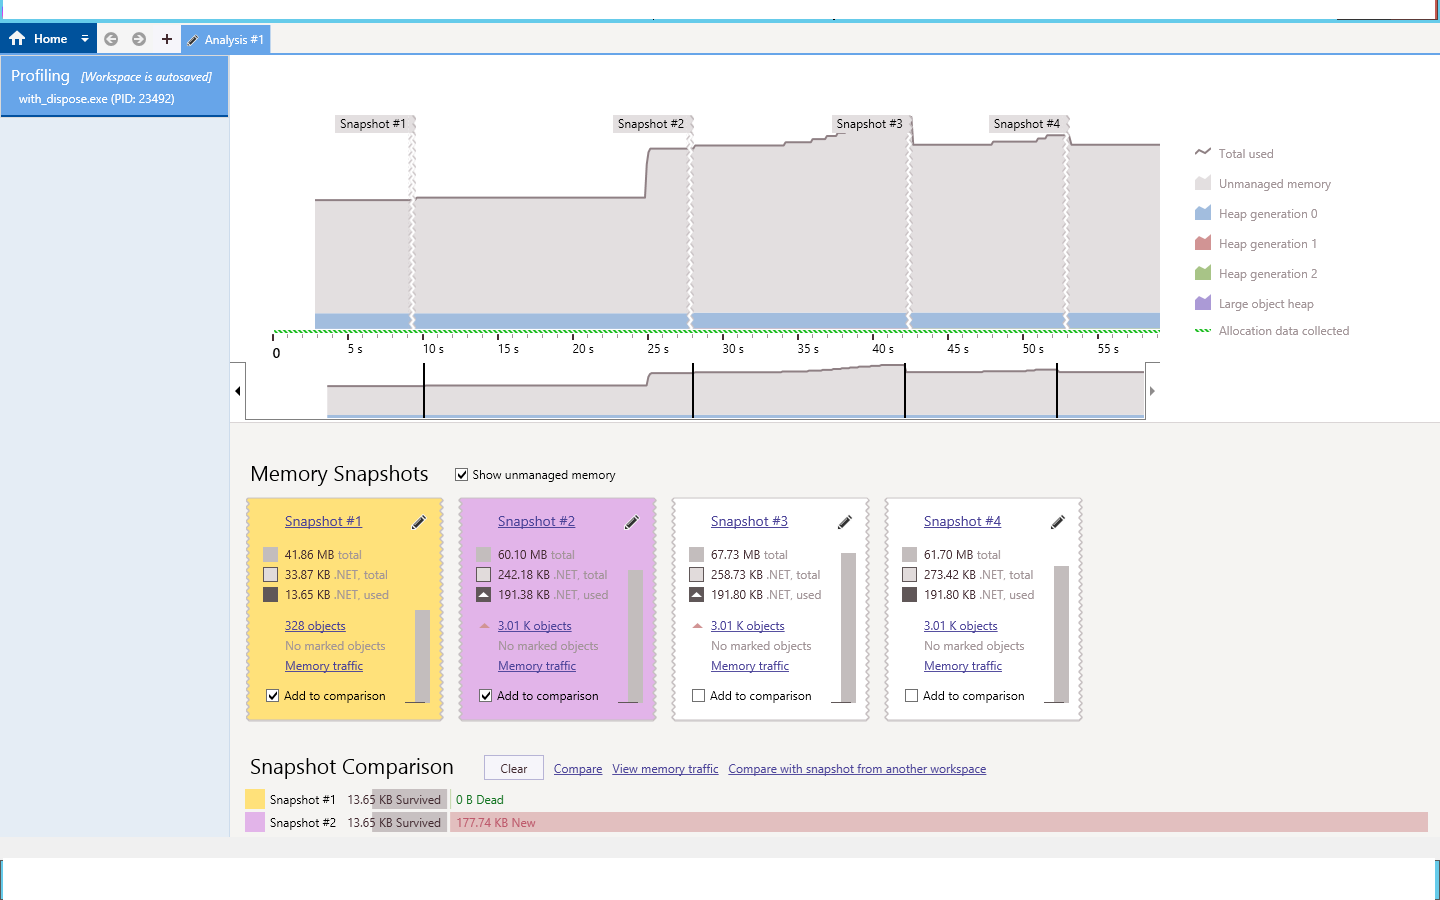 Home
Analysis #1
Profiling [Workspace is autosaved]
with_dispose.exe (PID: 23492)
Snapshot #1
Snapshot #2
Snapshot #3
Snapshot #4
Total used
Unmanaged memory
Heap generation 0
Heap generation 1
Heap generation 2
Large object heap
Allocation data collected
0
5 s
10 s
15 s
20 s
25 s
30 s
35 s
40 s
45 s
50 s
55 s
Memory Snapshots
Show unmanaged memory
Snapshot #1
41.86 MB total
33.87 KB .NET, total
13.65 KB .NET, used
328 objects
No marked objects
Memory traffic
Add to comparison
Snapshot #2
60.10 MB total
242.18 KB .NET, total
191.38 KB .NET, used
3.01 K objects
No marked objects
Memory traffic
Add to comparison
Snapshot #3
67.73 MB total
258.73 KB .NET, total
191.80 KB .NET, used
3.01 K objects
No marked objects
Memory traffic
Add to comparison
Snapshot #4
61.70 MB total
273.42 KB .NET, total
191.80 KB .NET, used
3.01 K objects
No marked objects
Memory traffic
Add to comparison
Snapshot Comparison
Clear
Compare
View memory traffic
Compare with snapshot from another workspace
Snapshot #1 13.65 KB Survived 0 B Dead
Snapshot #2 13.65 KB Survived 177.74 KB New